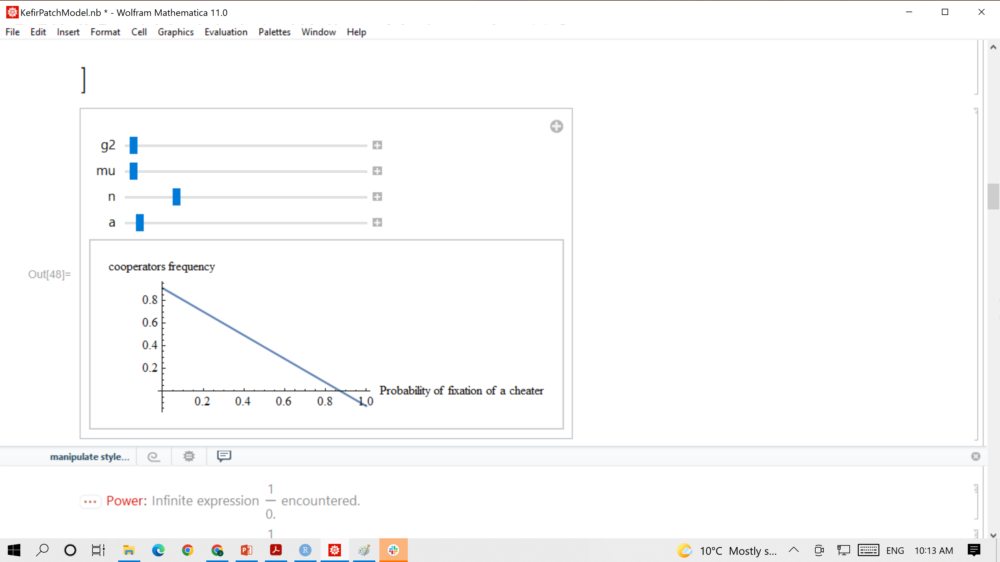 KefirPatchModel.nb * - Wolfram Mathematica 11.0
File Edit Insert Format Cell Graphics Evaluation Palettes Window Help
]
g2
mu
n
a
Out[48]=
cooperators frequency
0.8
0.6
0.4
0.2
0.2 0.4 0.6 0.8 1.0
Probability of fixation of a cheater
manipulate style...
Power: Infinite expression 1/0. encountered.
1
10°C Mostly s... ENG 10:13 AM